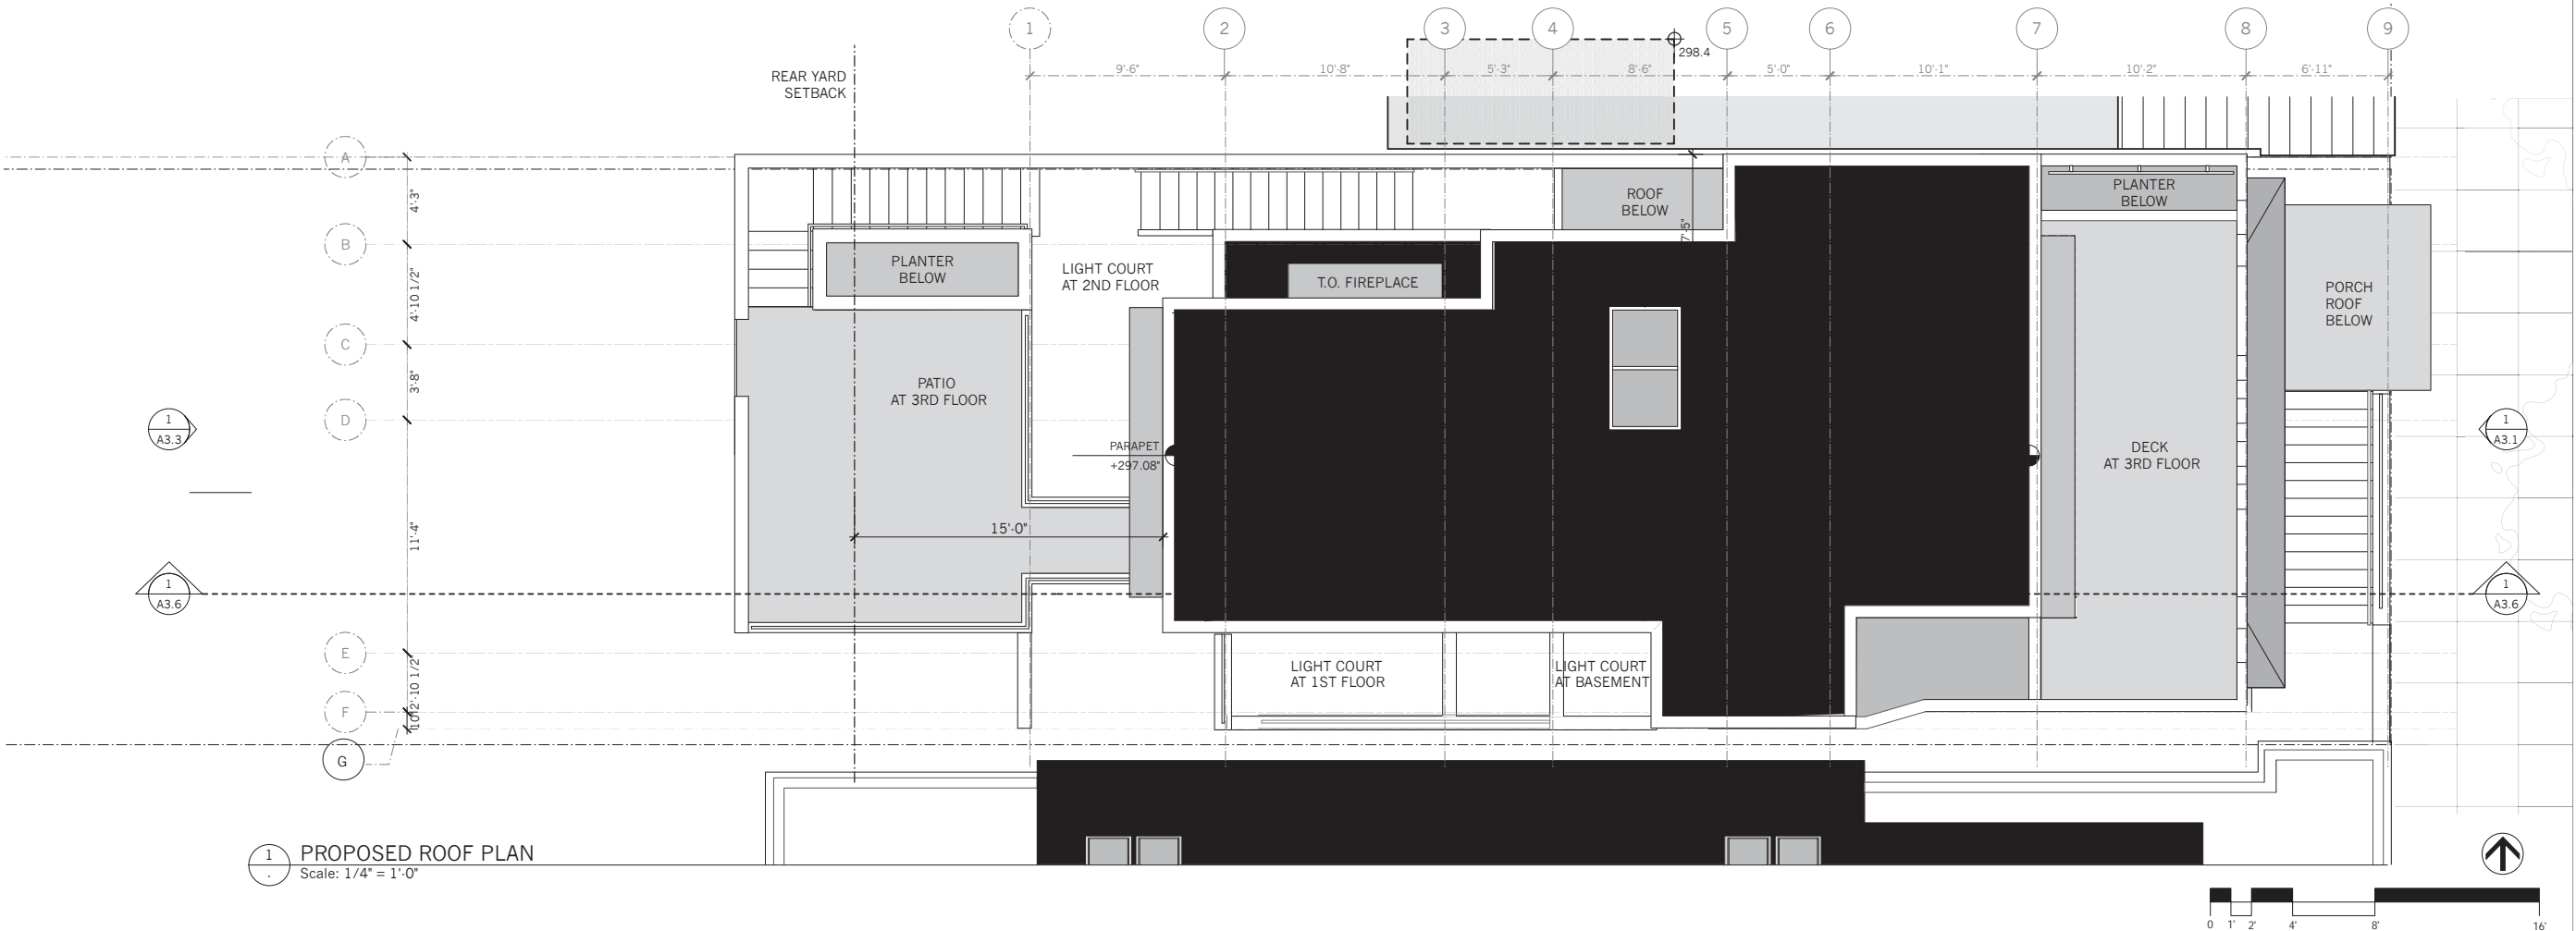 1
2
3
4
5
6
7
8
9
298.4
9'-6"
10'-8"
5'-3"
8'-6"
5'-0"
10'-1"
10'-2"
6'-11"
REAR YARD
SETBACK
A
B
C
D
E
F
G
4'-3"
4'-10 1/2"
3'-8"
11'-4"
2'-10 1/2"
7'-5"
ROOF
BELOW
PLANTER
BELOW
PLANTER
BELOW
LIGHT COURT
AT 2ND FLOOR
T.O. FIREPLACE
PORCH
ROOF
BELOW
PATIO
AT 3RD FLOOR
1
A3.3
PARAPET
+297.08"
DECK
AT 3RD FLOOR
1
A3.1
15'-0"
1
A3.6
1
A3.6
LIGHT COURT
AT 1ST FLOOR
LIGHT COURT
AT BASEMENT
1
PROPOSED ROOF PLAN
Scale: 1/4" = 1'-0"
0 1' 2' 4' 8' 16'